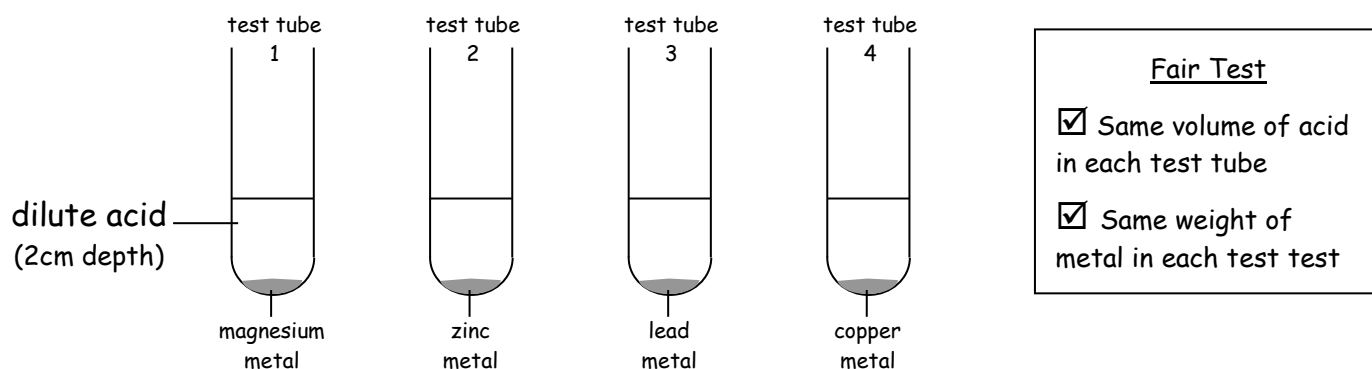 test tube
1
test tube
2
test tube
3
test tube
4
dilute acid
(2cm depth)
magnesium
metal
zinc
metal
lead
metal
copper
metal
Fair Test
☑ Same volume of acid
in each test tube
☑ Same weight of
metal in each test test